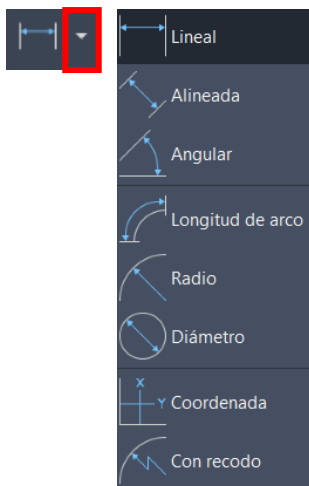 Lineal
Alineada
Angular
Longitud de arco
Radio
Diámetro
X
Y Coordenada
Con recodo